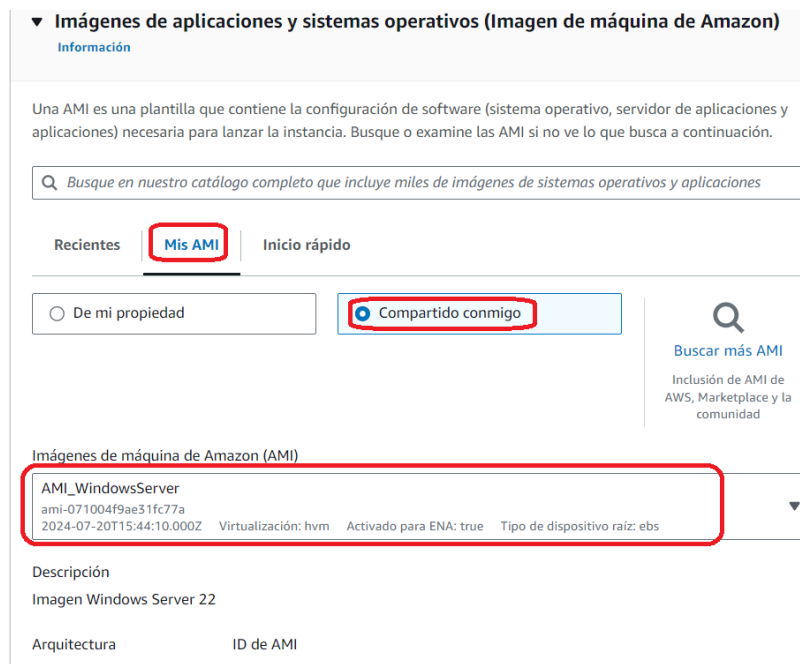 Imágenes de aplicaciones y sistemas operativos (Imagen de máquina de Amazon)
Información
Una AMI es una plantilla que contiene la configuración de software (sistema operativo, servidor de aplicaciones y
aplicaciones) necesaria para lanzar la instancia. Busque o examine las AMI si no ve lo que busca a continuación.
Busque en nuestro catálogo completo que incluye miles de imágenes de sistemas operativos y aplicaciones
Recientes Mis AMI Inicio rápido
De mi propiedad Compartido conmigo
Buscar más AMI
Inclusión de AMI de
AWS, Marketplace y la
comunidad
Imágenes de máquina de Amazon (AMI)
AMI_WindowsServer
ami-071004f9ae31fc77a
2024-07-20T15:44:10.000Z Virtualización: hvm Activado para ENA: true Tipo de dispositivo raíz: ebs
Descripción
Imagen Windows Server 22
Arquitectura ID de AMI